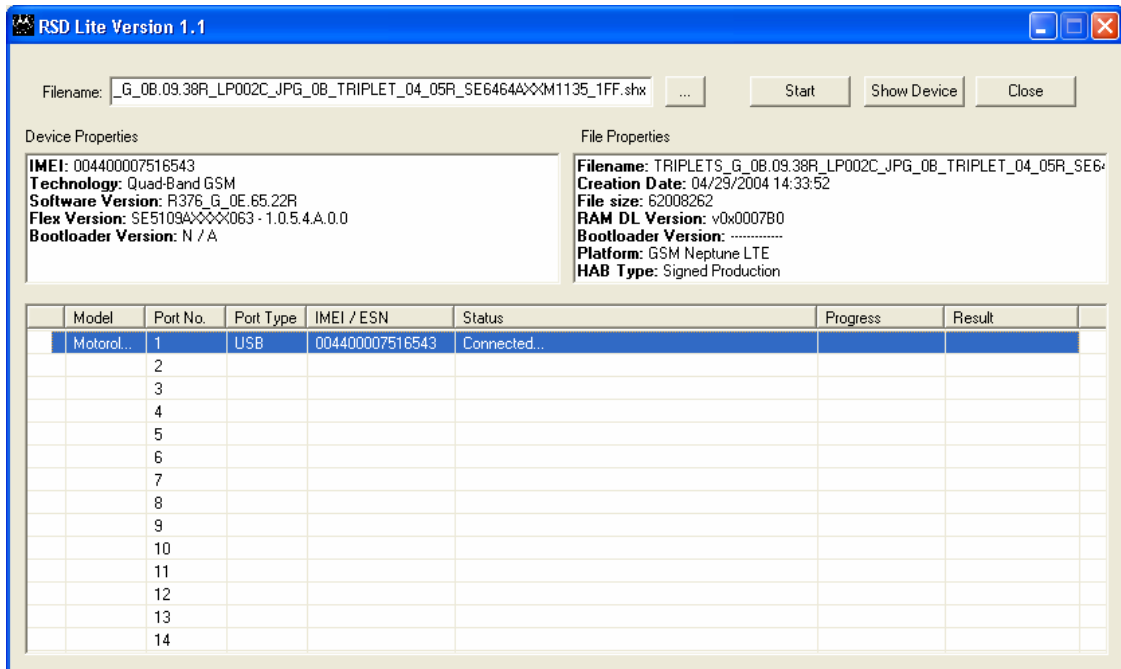 RSD Lite Version 1.1
Filename: _G_0B.09.38R_LP002C_JPG_0B_TRIPLET_04_05R_SE6464AXXM1135_1FF.shx ... Start Show Device Close
Device Properties
IMEI: 004400007516543
Technology: Quad-Band GSM
Software Version: R376_G_0E.65.22R
Flex Version: SE5109AXXXX063 - 1.0.5.4.A.0.0
Bootloader Version: N / A
File Properties
Filename: TRIPLETS_G_0B.09.38R_LP002C_JPG_0B_TRIPLET_04_05R_SE64
Creation Date: 04/29/2004 14:33:52
File size: 62008262
RAM DL Version: v0x0007B0
Bootloader Version: -------------
Platform: GSM Neptune LTE
HAB Type: Signed Production
Model Port No. Port Type IMEI / ESN Status Progress Result
Motorol... 1 USB 004400007516543 Connected...
2
3
4
5
6
7
8
9
10
11
12
13
14